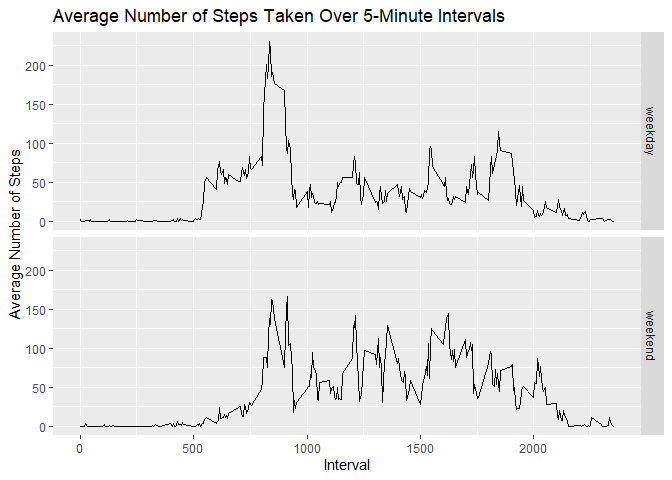 Average Number of Steps Taken Over 5-Minute Intervals
200
150
100
50
0
weekday
200
150
100
50
0
weekend
Average Number of Steps
0 500 1000 1500 2000
Interval